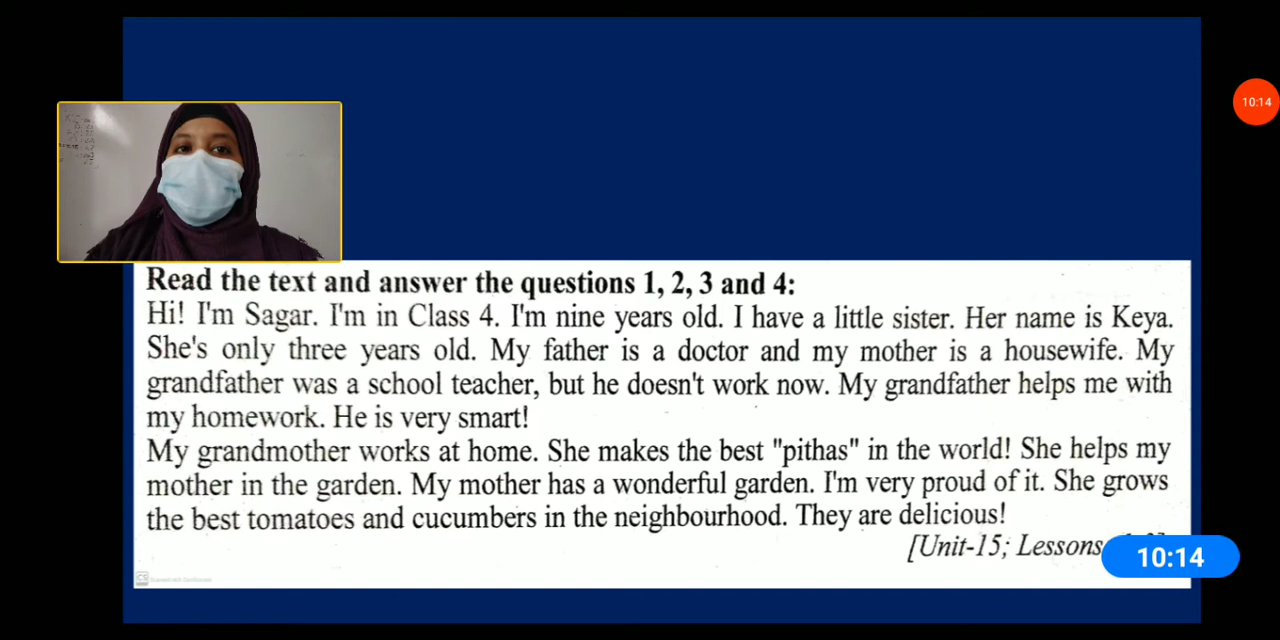 10:14
Read the text and answer the questions 1, 2, 3 and 4:
Hi! I'm Sagar. I'm in Class 4. I'm nine years old. I have a little sister. Her name is Keya.
She's only three years old. My father is a doctor and my mother is a housewife. My
grandfather was a school teacher, but he doesn't work now. My grandfather helps me with
my homework. He is very smart!
My grandmother works at home. She makes the best "pithas" in the world! She helps my
mother in the garden. My mother has a wonderful garden. I'm very proud of it. She grows
the best tomatoes and cucumbers in the neighbourhood. They are delicious!
[Unit-15; Lessons
10:14
CS Scanned with CamScanner